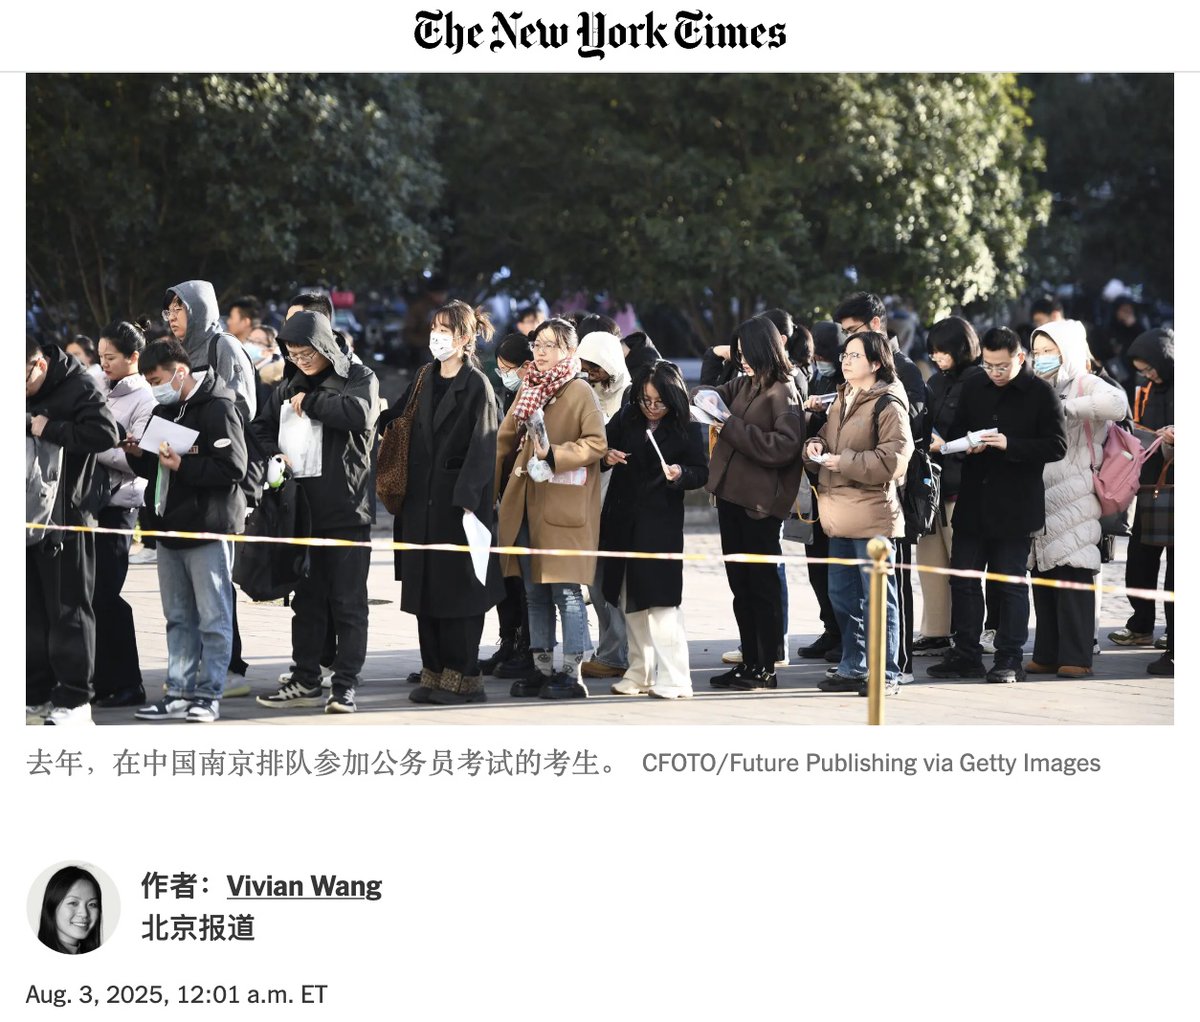 The New York Times
去年，在中国南京排队参加公务员考试的考生。 CFOTO/Future Publishing via Getty Images
作者：Vivian Wang
北京报道
Aug. 3, 2025, 12:01 a.m. ET